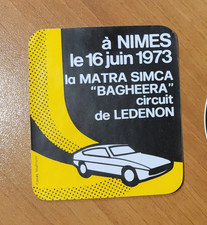 à NIMES
le 16 juin 1973
la MATRA SIMCA
"BAGHEERA"
circuit
de LEDENON